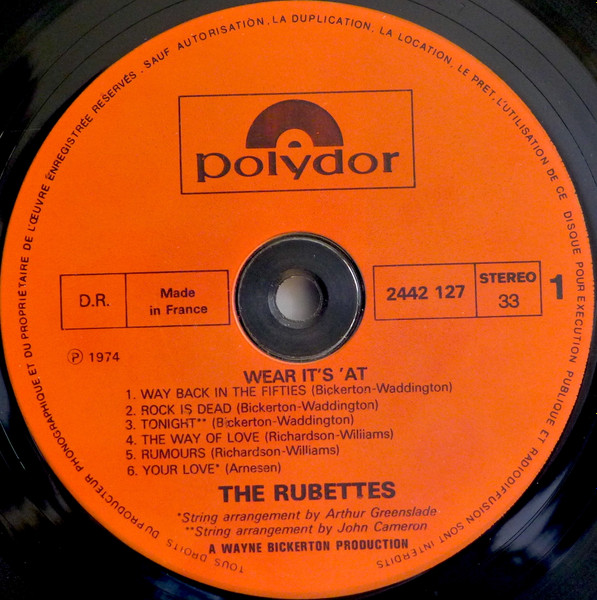 TOUS DROITS DU PRODUCTEUR PHONOGRAPHIQUE ET DU PROPRIÉTAIRE DE L'ŒUVRE ENREGISTRÉE RÉSERVÉS. SAUF AUTORISATION, LA DUPLICATION, LA LOCATION, LE PRET, L'UTILISATION DE CE DISQUE POUR EXECUTION PUBLIQUE ET RADIODIFFUSION SONT INTERDITS
polydor
D.R.
Made
in France
2442 127
STEREO
33
1
℗ 1974
WEAR IT'S 'AT
1. WAY BACK IN THE FIFTIES (Bickerton-Waddington)
2. ROCK IS DEAD (Bickerton-Waddington)
3. TONIGHT** (Bickerton-Waddington)
4. THE WAY OF LOVE (Richardson-Williams)
5. RUMOURS (Richardson-Williams)
6. YOUR LOVE* (Arnesen)
THE RUBETTES
*String arrangement by Arthur Greenslade
**String arrangement by John Cameron
A WAYNE BICKERTON PRODUCTION